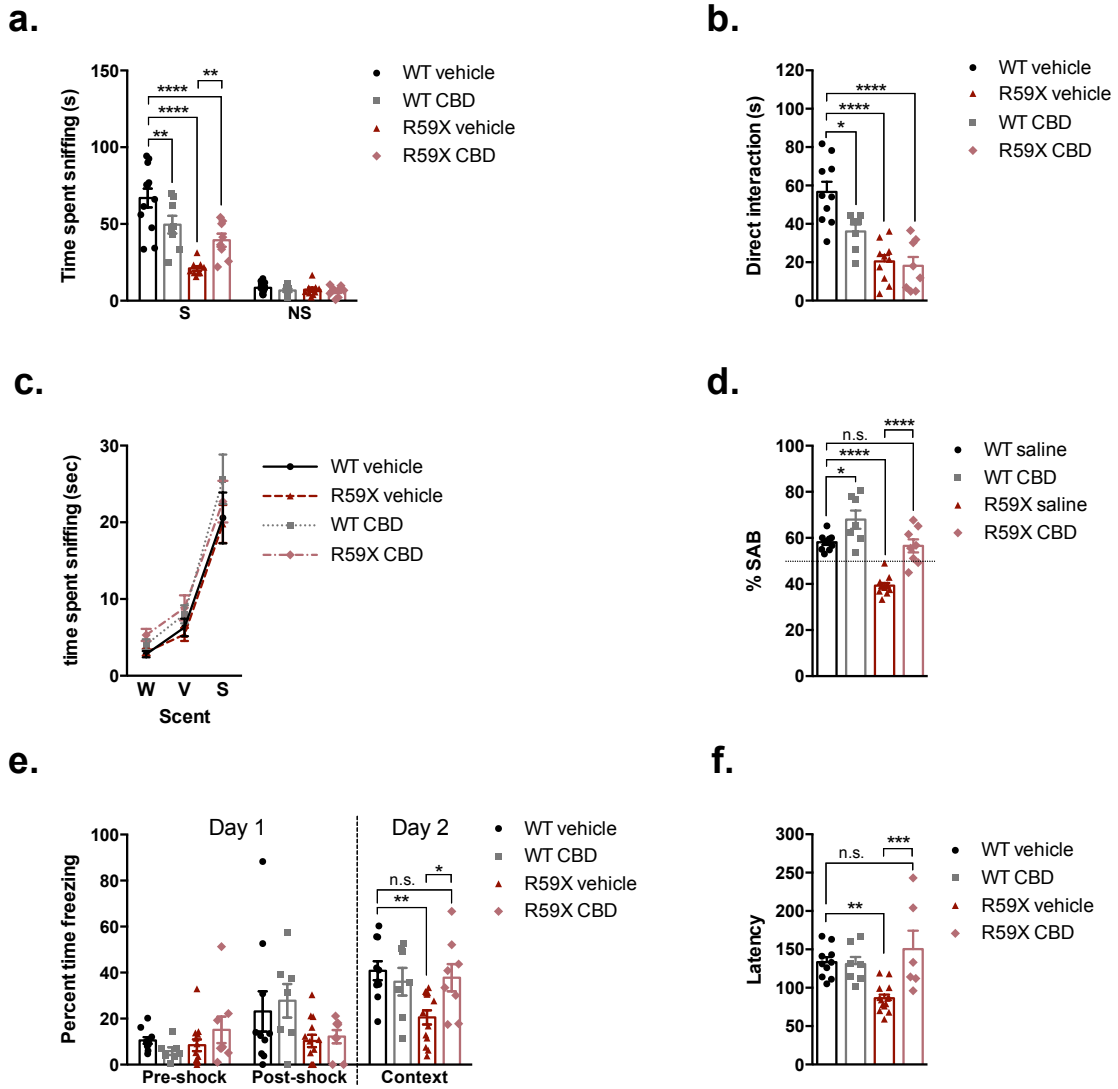 a.
Time spent sniffing (s)
150
100
50
0
****
**
****
**
S
NS
WT vehicle
WT CBD
R59X vehicle
R59X CBD
b.
Direct interaction (s)
120
100
80
60
40
20
0
****
****
*
WT vehicle
R59X vehicle
WT CBD
R59X CBD
c.
time spent sniffing (sec)
30
20
10
0
W V S
Scent
WT vehicle
R59X vehicle
WT CBD
R59X CBD
d.
% SAB
100
80
60
40
20
0
****
n.s.
****
*
WT saline
WT CBD
R59X saline
R59X CBD
e.
Percent time freezing
100
80
60
40
20
0
Day 1
Day 2
n.s.
*
**
Pre-shock
Post-shock
Context
WT vehicle
WT CBD
R59X vehicle
R59X CBD
f.
Latency
300
250
200
150
100
50
0
n.s.
***
**
WT vehicle
WT CBD
R59X vehicle
R59X CBD